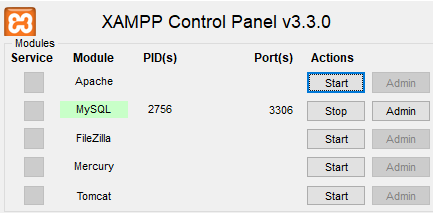 XAMPP Control Panel v3.3.0
Modules
Service Module PID(s) Port(s) Actions
Apache Start Admin
MySQL 2756 3306 Stop Admin
FileZilla Start Admin
Mercury Start Admin
Tomcat Start Admin